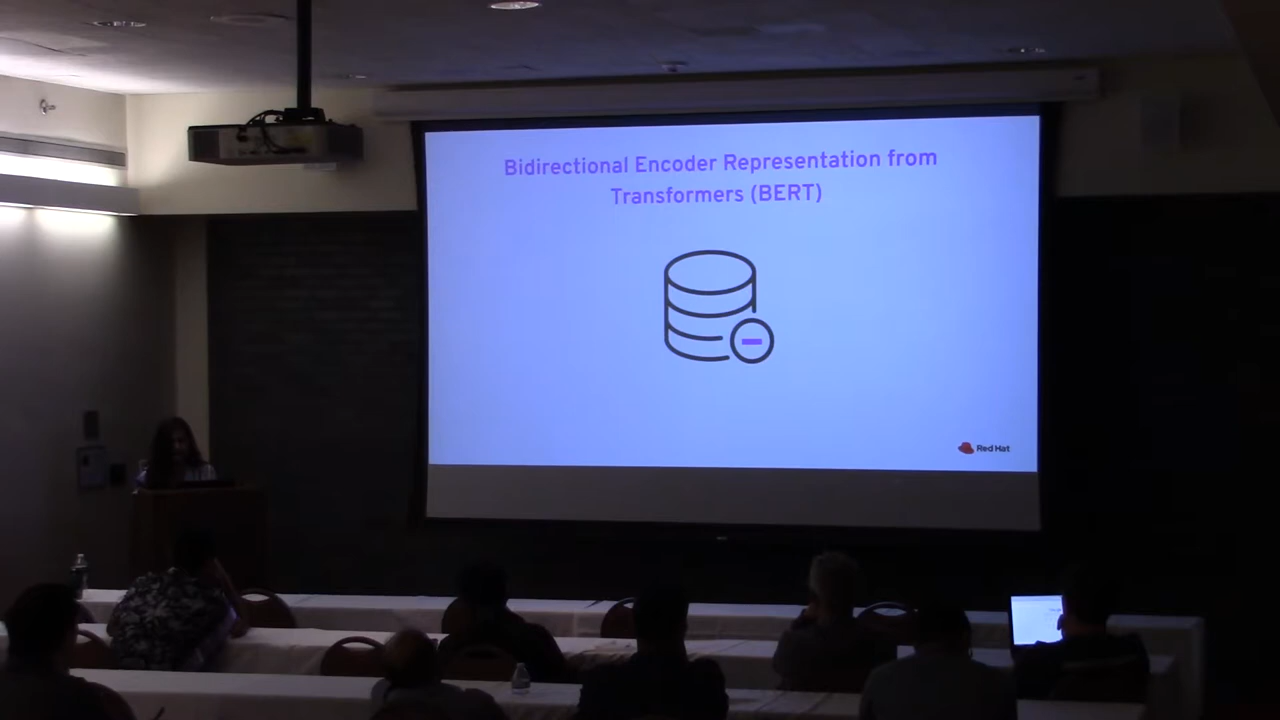 Bidirectional Encoder Representation from
Transformers (BERT)
Red Hat